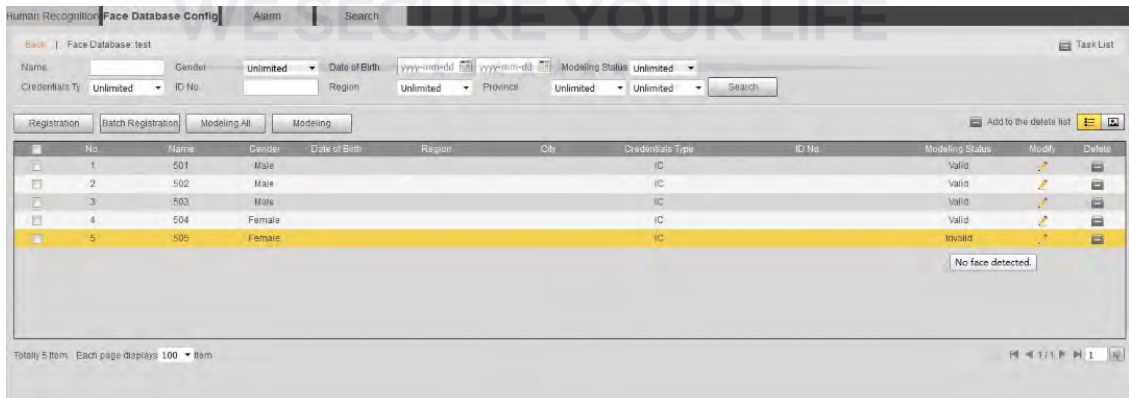 WE SECURE YOUR LIFE
Human Recognition Face Database Config Alarm Search
Back | Face Database: test Task List
Name Gender Unlimited Date of Birth yyyy-mm-dd yyyy-mm-dd Modeling Status Unlimited
Credentials Ty Unlimited ID No. Region Unlimited Province Unlimited Unlimited Search
Registration Batch Registration Modeling All Modeling Add to the delete list
No. Name Gender Date of Birth Region City Credentials Type ID No. Modeling Status Modify Delete
1 501 Male IC Valid
2 502 Male IC Valid
3 503 Male IC Valid
4 504 Female IC Valid
5 505 Female IC Invalid
No face detected.
Totally 5 Item Each page displays 100 Item 1/1 1